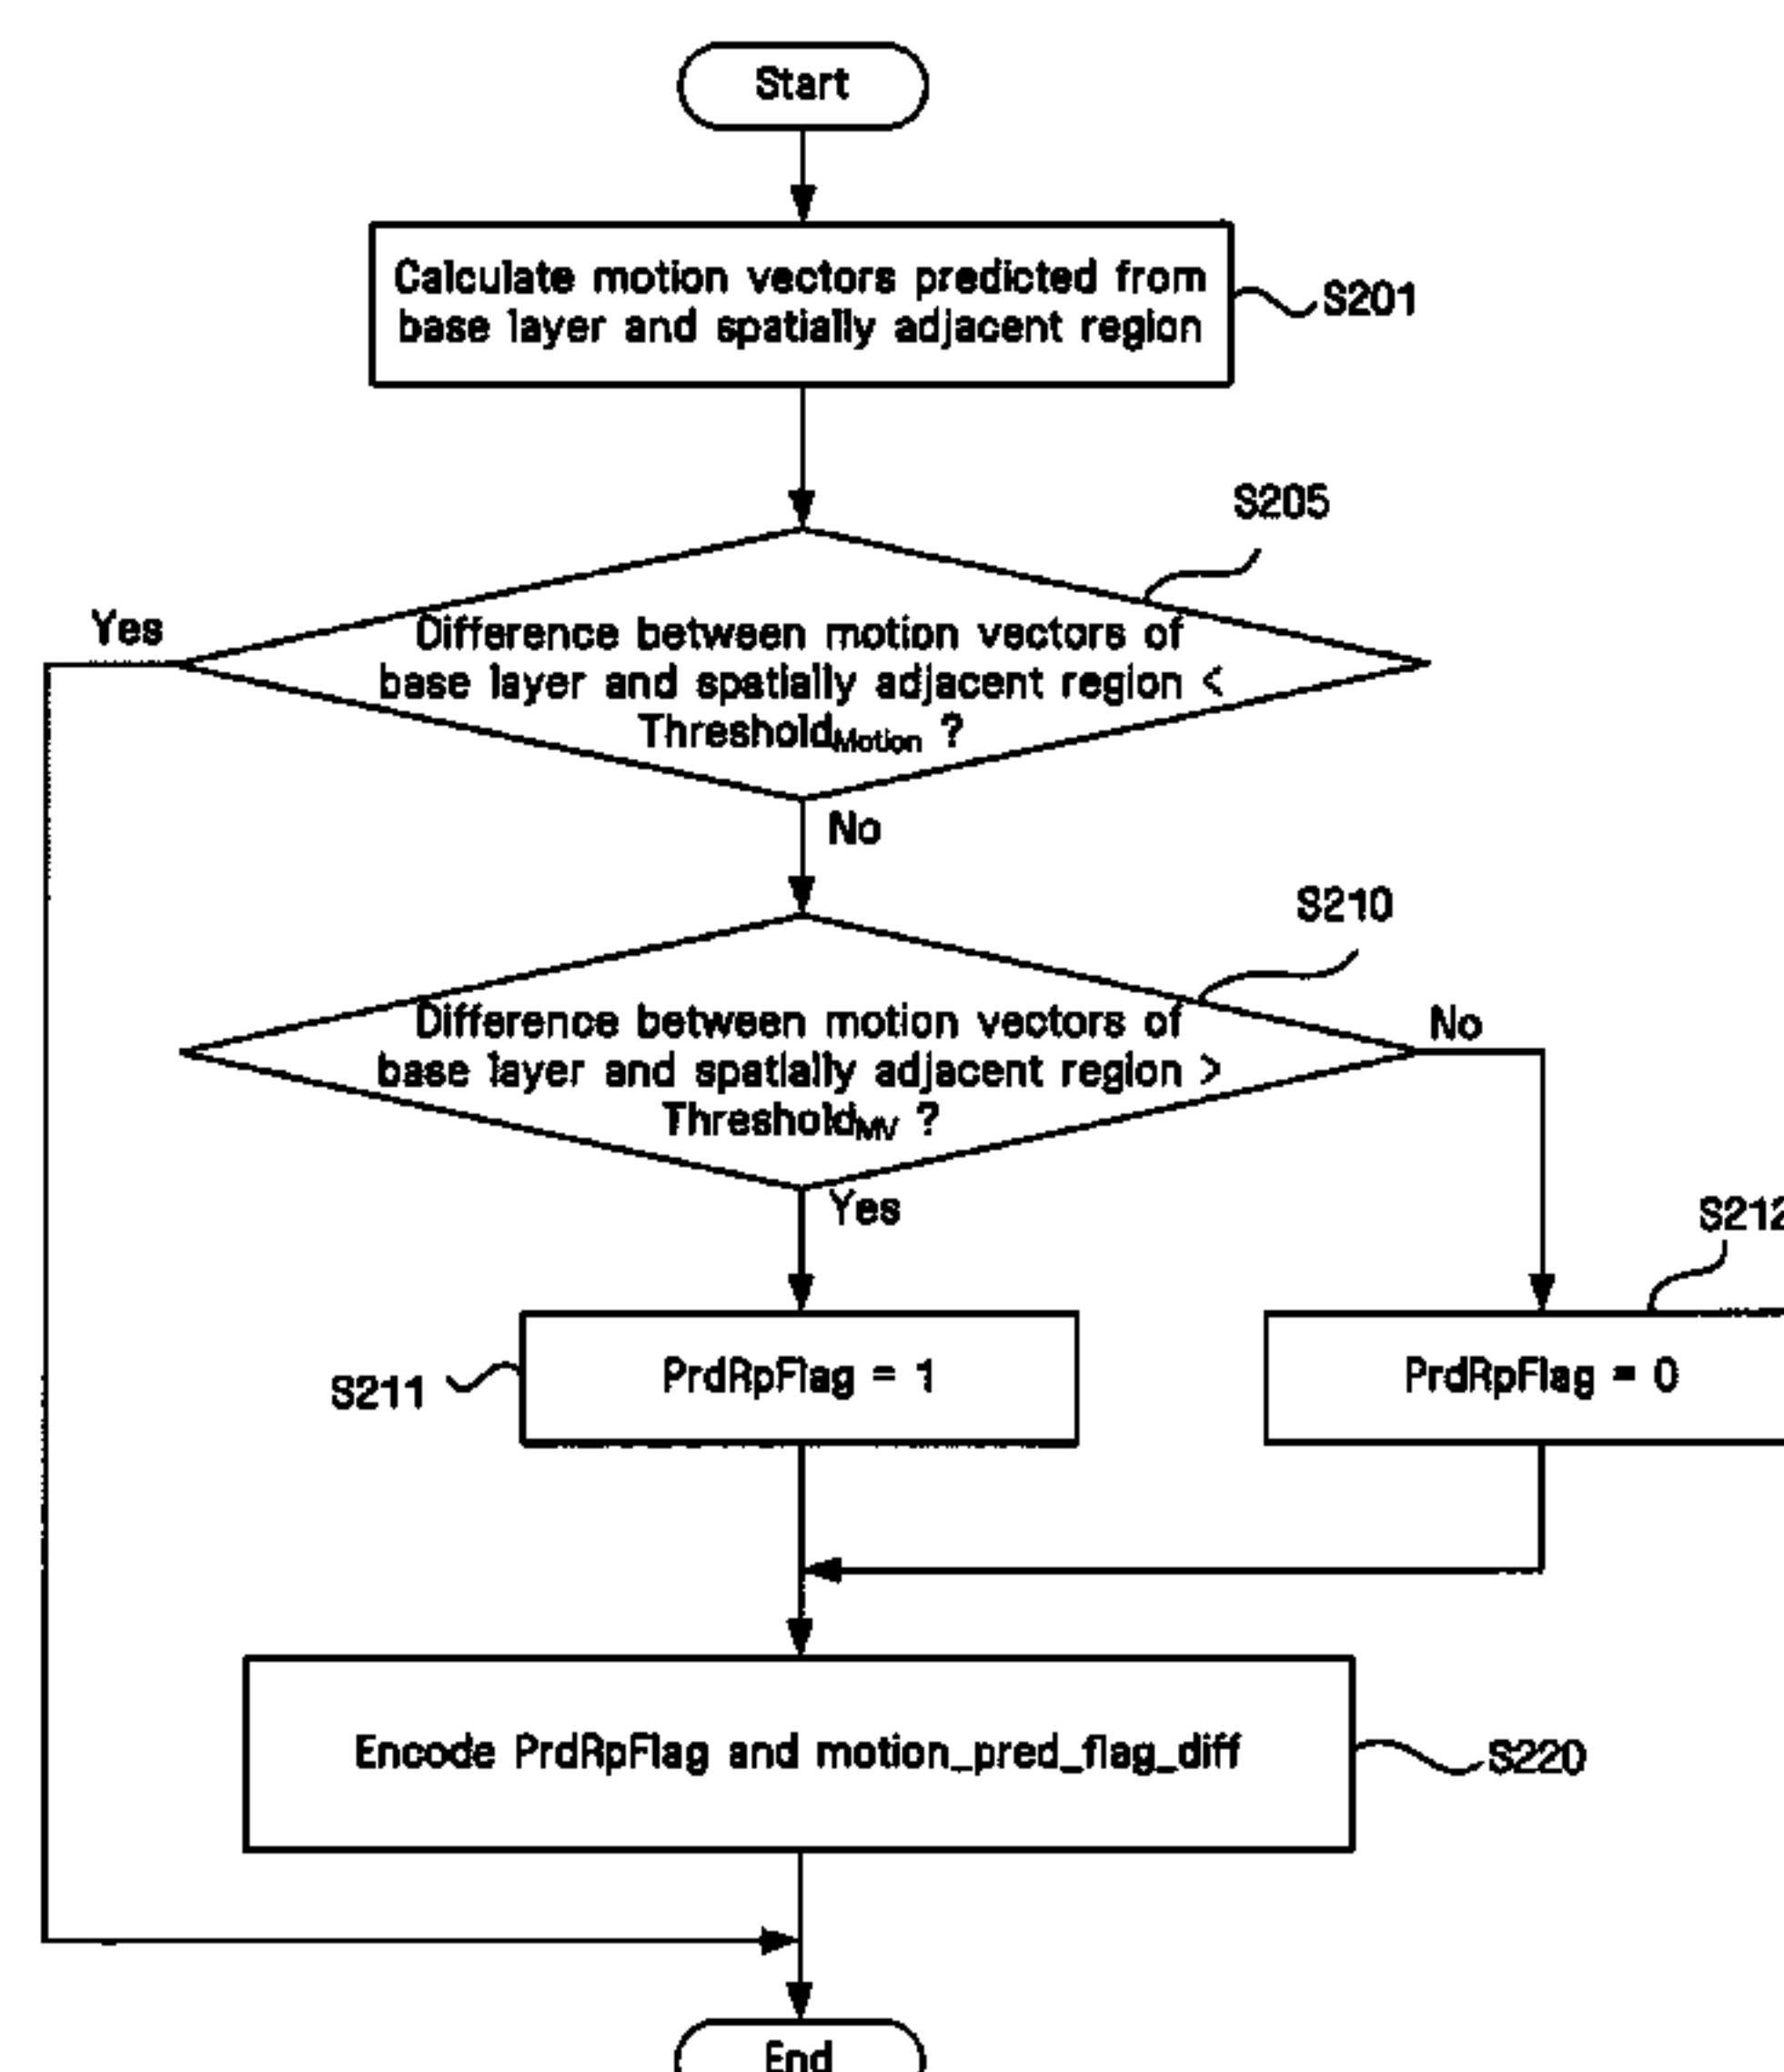 Start
Calculate motion vectors predicted from
base layer and spatially adjacent region
S201
S205
Yes
Difference between motion vectors of
base layer and spatially adjacent region <
ThresholdMotion ?
No
S210
Difference between motion vectors of
base layer and spatially adjacent region >
ThresholdMV ?
No
Yes
S212
S211
PrdRpFlag = 1
PrdRpFlag = 0
Encode PrdRpFlag and motion_pred_flag_diff
S220
End